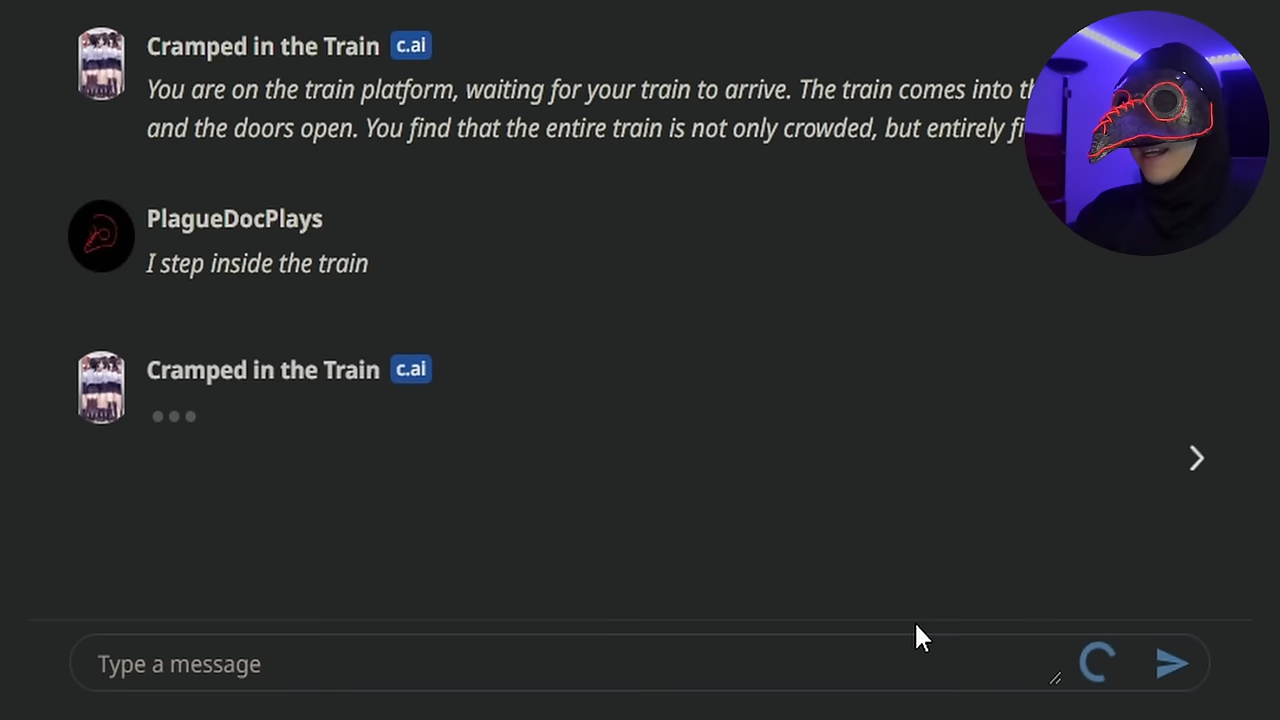 Cramped in the Train c.ai
You are on the train platform, waiting for your train to arrive. The train comes into
and the doors open. You find that the entire train is not only crowded, but entirely
PlagueDocPlays
I step inside the train
Cramped in the Train c.ai
Type a message